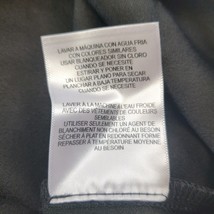 LAVAR A MAQUINA CON AGUA FRIA
CON COLORES SIMILARES
USAR BLANQUEADOR SIN CLORO
CUANDO SE NECESITE
ESTIRAR Y PONER EN
UN LUGAR PLANO PARA SECAR
PLANCHAR A BAJA TEMPERATURA
CUANDO SE NECESITE
LAVER A LA MACHINE A L'EAU FROIDE
AVEC DES VÊTEMENTS DE COULEURS
SEMBLABLES
UTILISER SEULEMENT UN AGENT DE
BLANCHIMENT NON CHLORÉ AU BESOIN
SÉCHER À PLAT EN REDONNANT FORME
REPASSER À TEMPÉRATURE MOYENNE
AU BESOIN